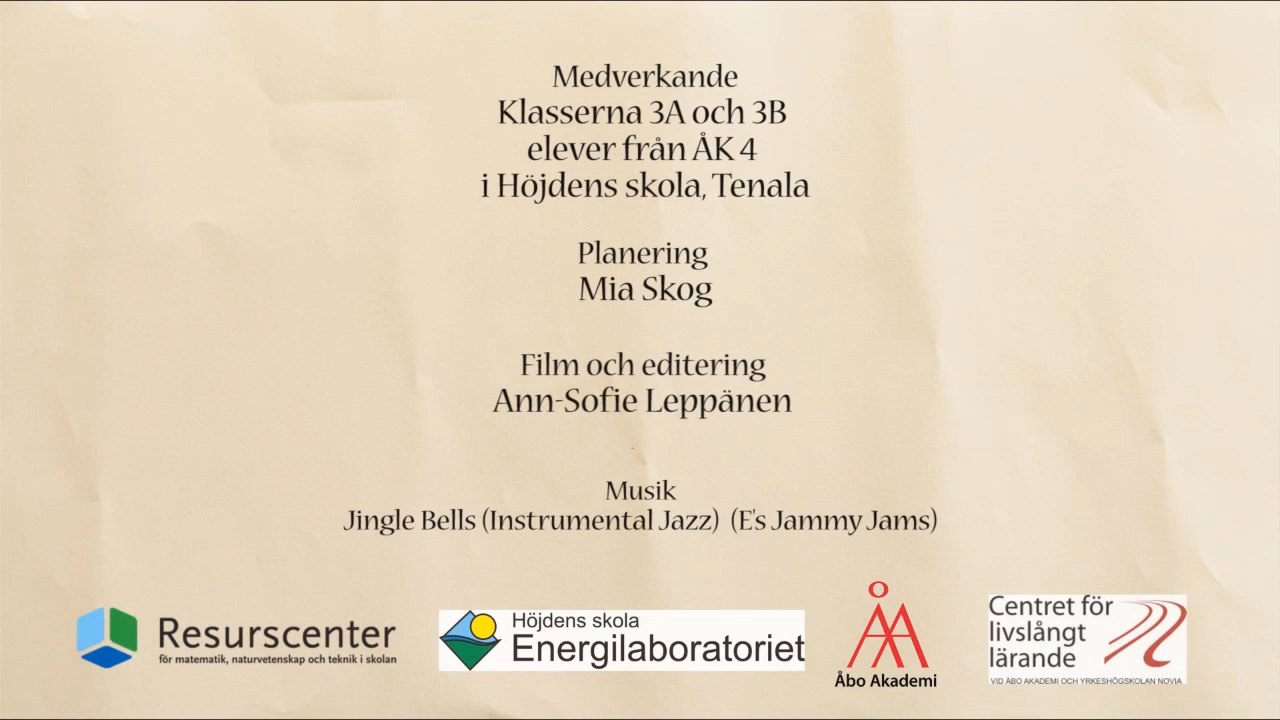 Medverkande
Klasserna 3A och 3B
elever från ÅK 4
i Höjdens skola, Tenala
Planering
Mia Skog
Film och editering
Ann-Sofie Leppänen
Musik
Jingle Bells (Instrumental Jazz) (E's Jammy Jams)
Resurscenter
för matematik, naturvetenskap och teknik i skolan
Höjdens skola
Energilaboratoriet
Åbo Akademi
Centret för
livslångt
lärande
VID ÅBO AKADEMI OCH YRKESHÖGSKOLAN NOVIA